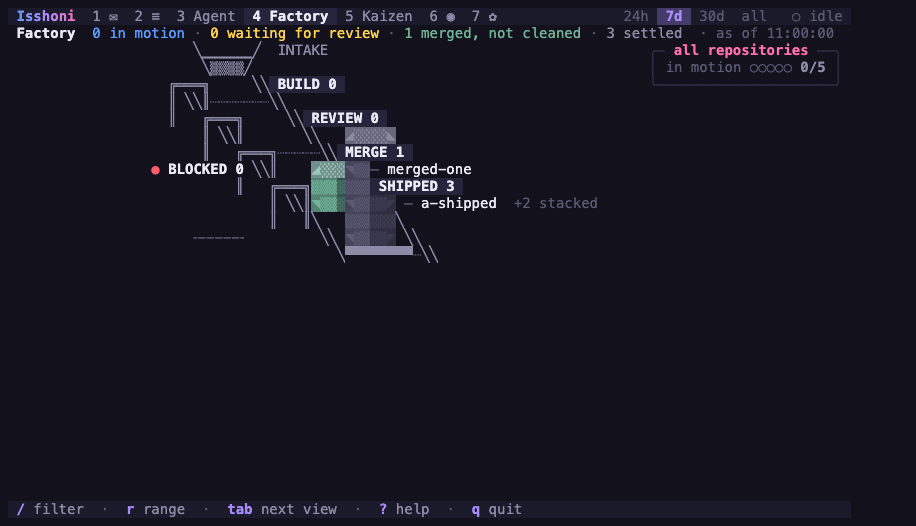 Isshoni 1 ✉ 2 ≡ 3 Agent 4 Factory 5 Kaizen 6 ◉ 7 ✿ 24h 7d 30d all ○ idle
Factory 0 in motion · 0 waiting for review · 1 merged, not cleaned · 3 settled · as of 11:00:00
INTAKE
all repositories
in motion ○○○○○ 0/5
BUILD 0
REVIEW 0
MERGE 1
● BLOCKED 0
— merged-one
SHIPPED 3
— a-shipped +2 stacked
/ filter · r range · tab next view · ? help · q quit